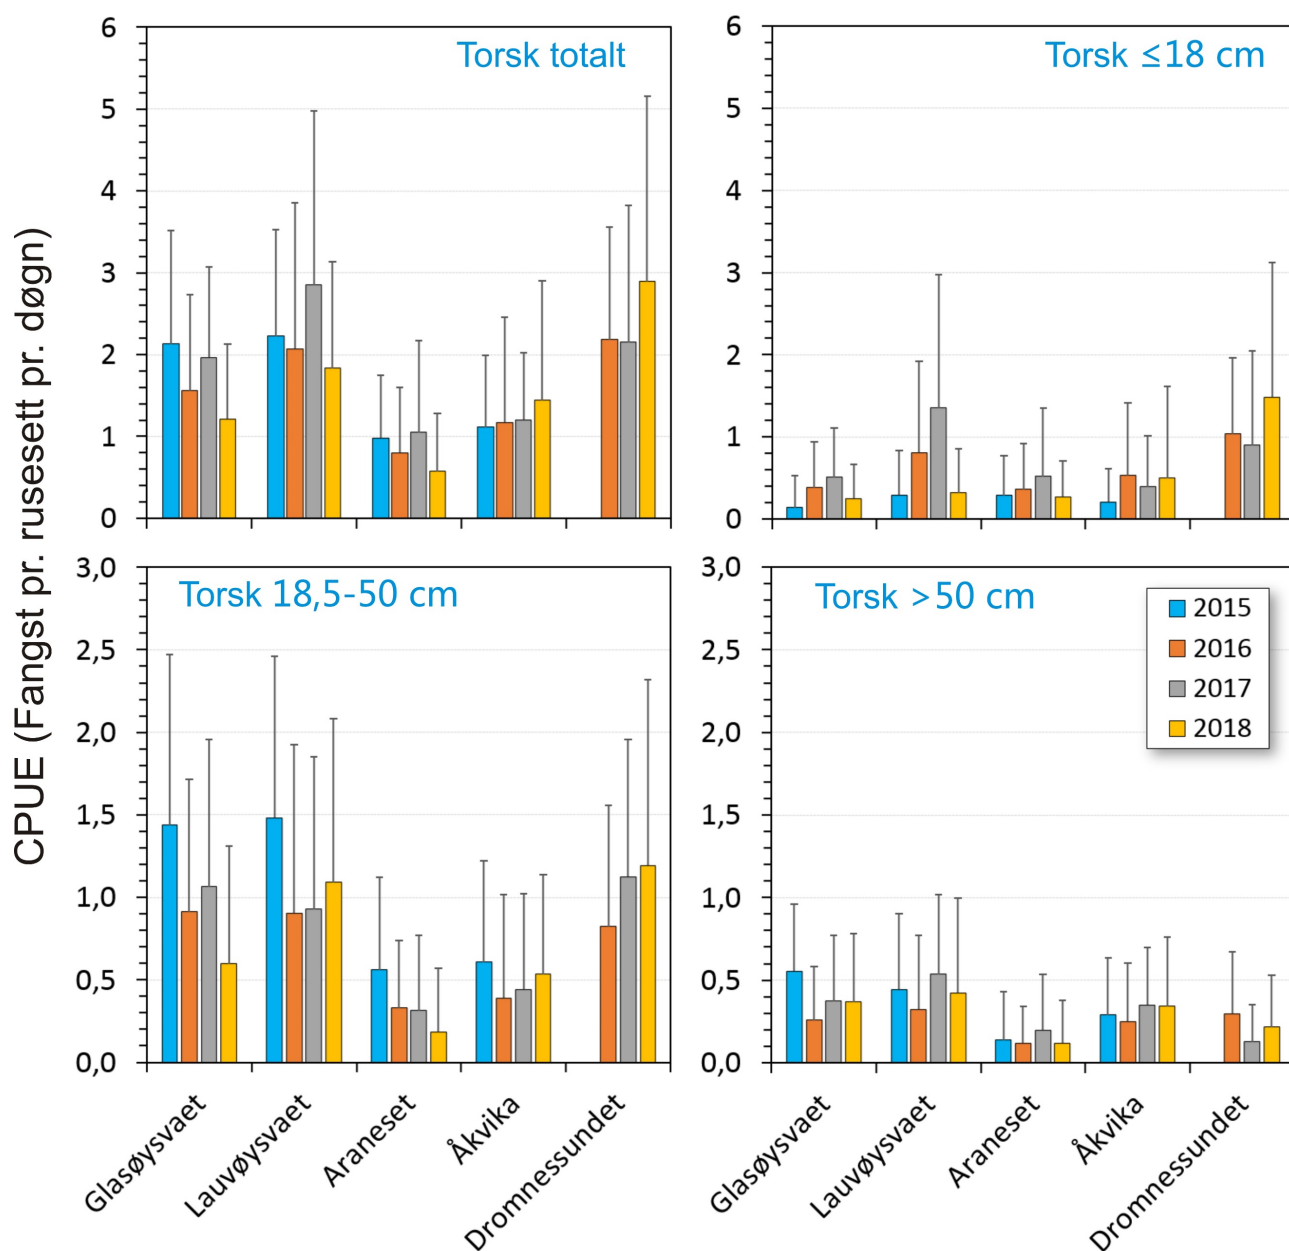 CPUE (Fangst pr. rusesett pr. døgn)
Torsk totalt
6
5
4
3
2
1
0
Torsk ≤18 cm
6
5
4
3
2
1
0
Torsk 18,5-50 cm
3,0
2,5
2,0
1,5
1,0
0,5
0,0
Glasøysvaet
Lauvøysvaet
Araneset
Åkvika
Dromnessundet
Torsk >50 cm
3,0
2,5
2,0
1,5
1,0
0,5
0,0
2015
2016
2017
2018
Glasøysvaet
Lauvøysvaet
Araneset
Åkvika
Dromnessundet